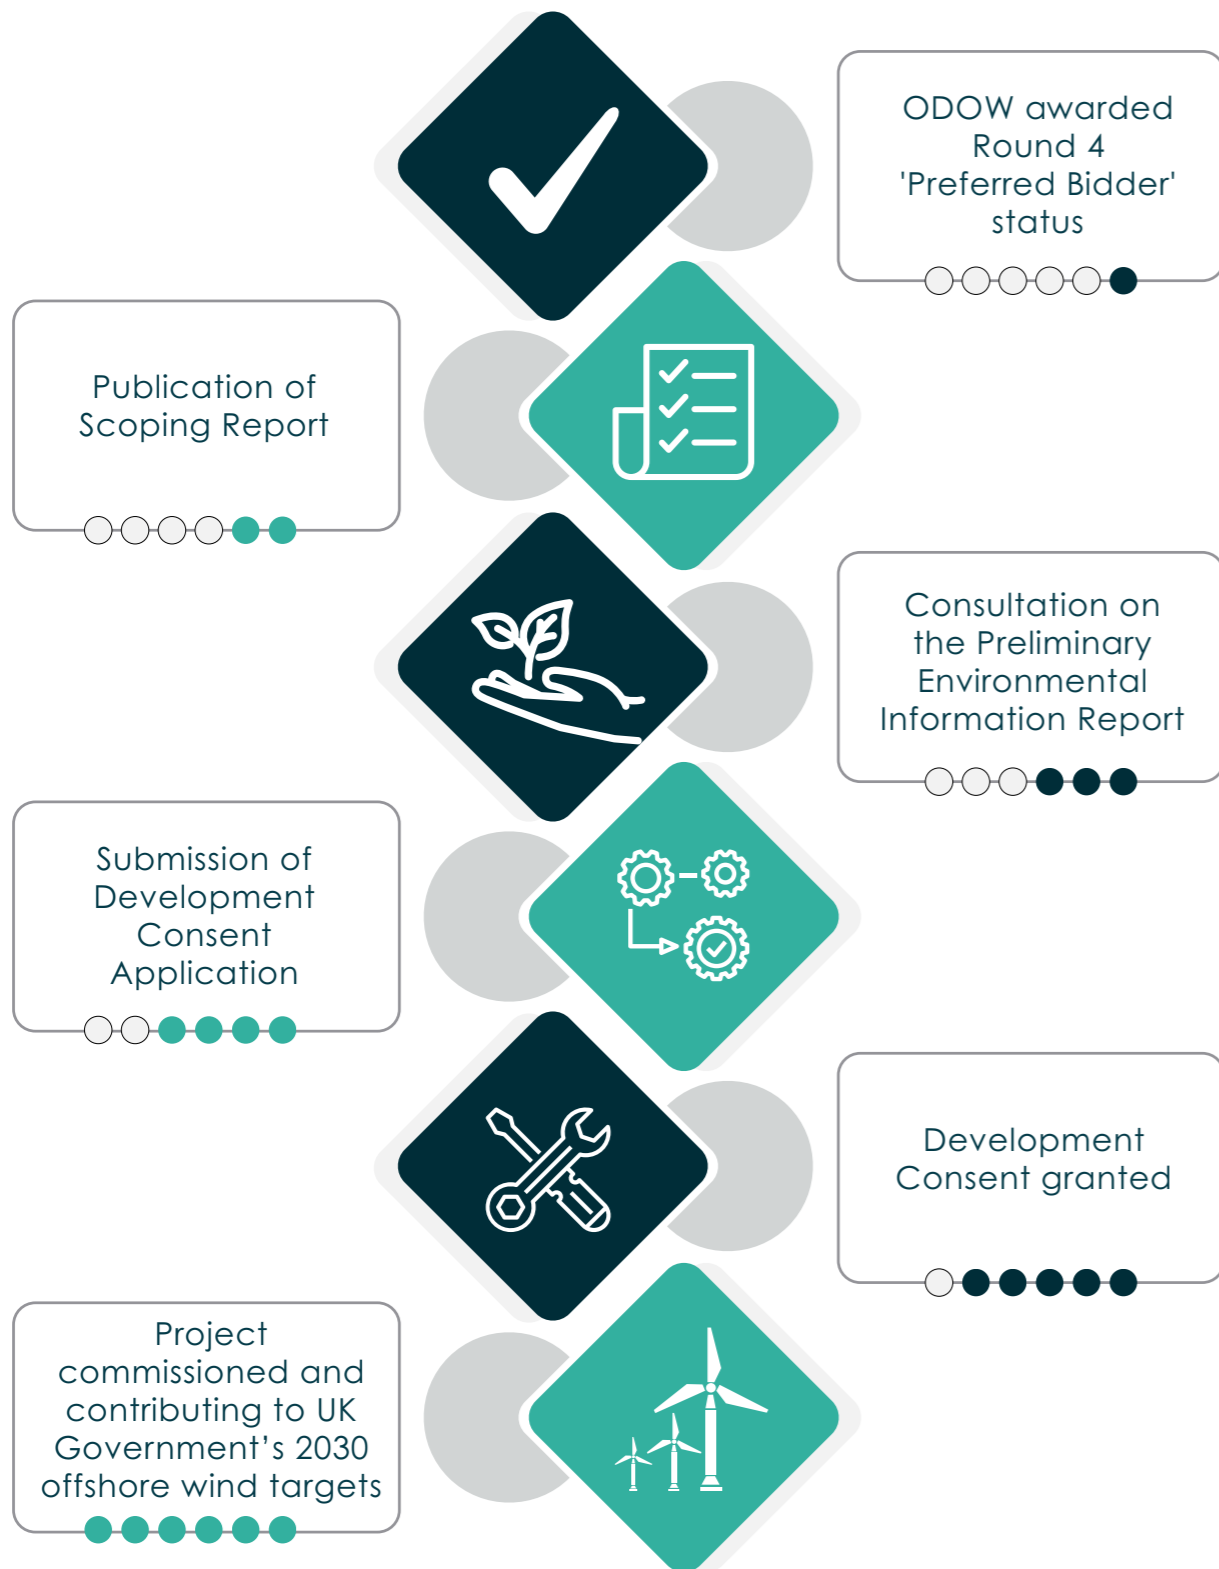 ODOW awarded
Round 4
'Preferred Bidder'
status
Publication of
Scoping Report
Consultation on
the Preliminary
Environmental
Information Report
Submission of
Development
Consent
Application
Development
Consent granted
Project
commissioned and
contributing to UK
Government’s 2030
offshore wind targets